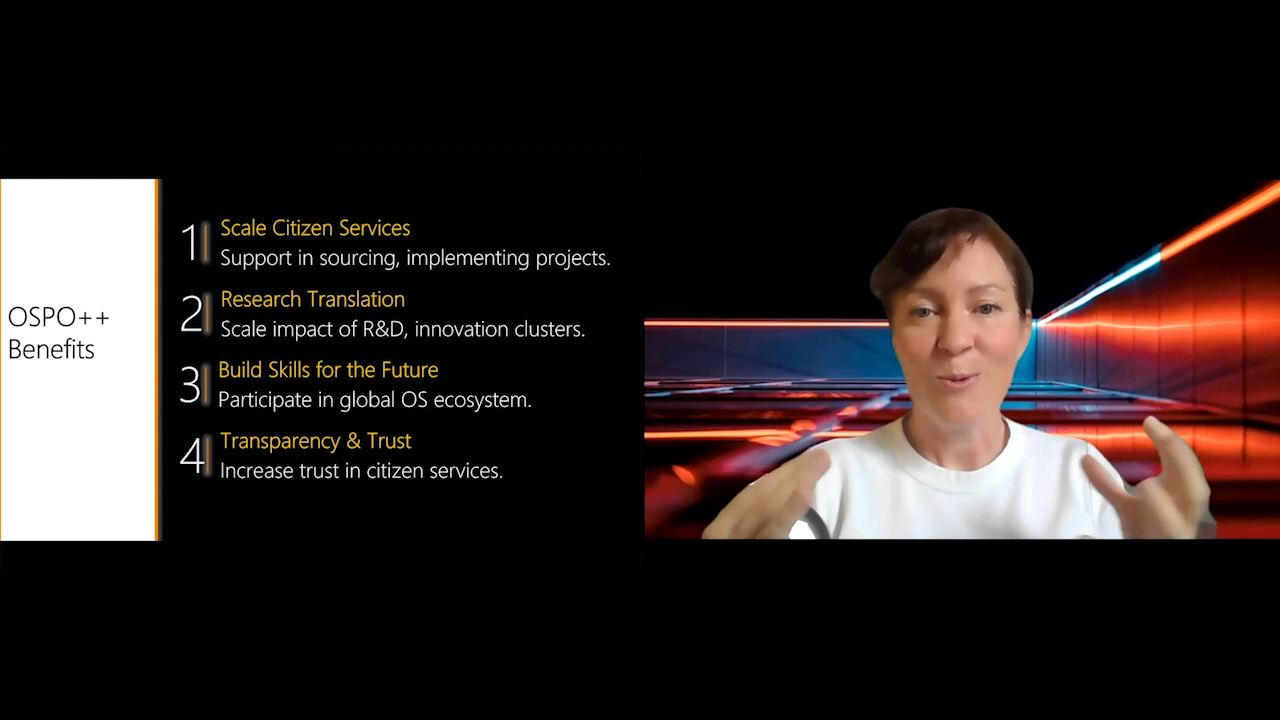 OSPO++
Benefits
1
Scale Citizen Services
Support in sourcing, implementing projects.
2
Research Translation
Scale impact of R&D, innovation clusters.
3
Build Skills for the Future
Participate in global OS ecosystem.
4
Transparency & Trust
Increase trust in citizen services.